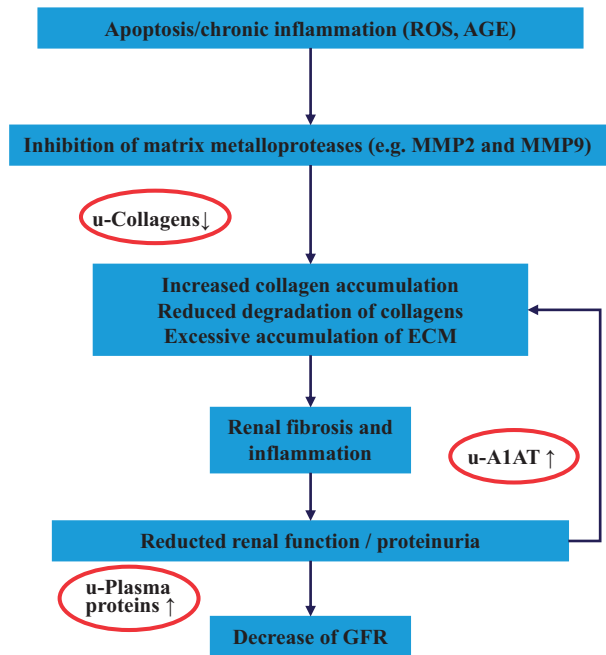 Apoptosis/chronic inflammation (ROS, AGE)
Inhibition of matrix metalloproteases (e.g. MMP2 and MMP9)
u-Collagens↓
Increased collagen accumulation
Reduced degradation of collagens
Excessive accumulation of ECM
Renal fibrosis and
inflammation
u-A1AT ↑
Reducted renal function / proteinuria
u-Plasma
proteins ↑
Decrease of GFR